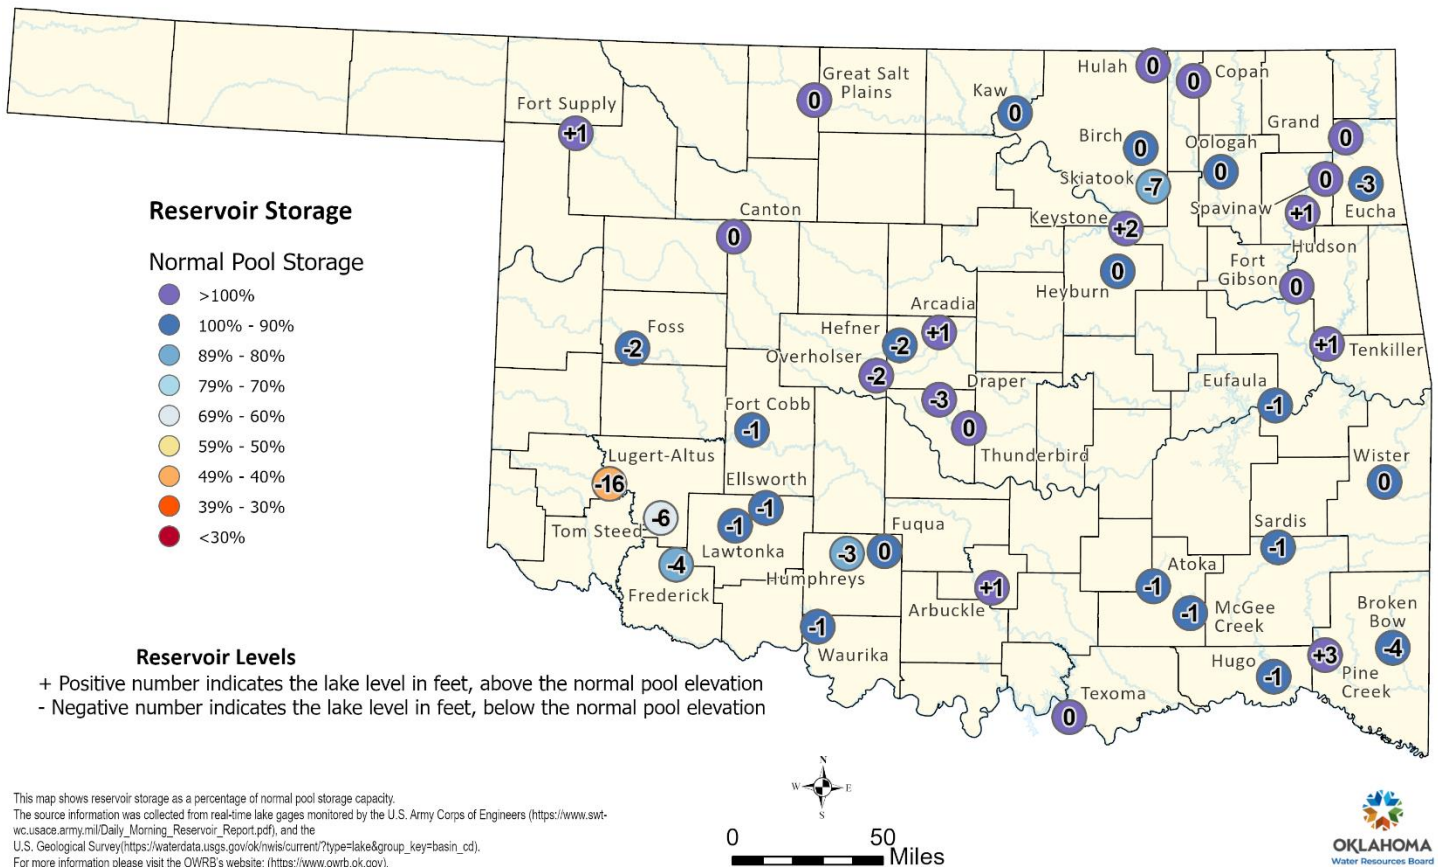 Hulah
0
Copan
0
Great Salt
Plains
0
Kaw
0
Fort Supply
+1
Grand
0
Birch
0
Oologah
0
Skiatook
-7
Spavinaw
0
-3
Eucha
Canton
0
Keystone
+2
+1
Hudson
Heyburn
0
Fort
Gibson
0
Arcadia
+1
Hefner
-2
Foss
-2
Overholser
-2
+1
Tenkiller
Draper
-3
Eufaula
-1
Fort Cobb
-1
0
Thunderbird
Lugert-Altus
-16
Ellsworth
-1
Wister
0
Tom Steed
-6
-1
Lawtonka
Fuqua
0
Sardis
-1
-3
Humphreys
-4
Frederick
Arbuckle
+1
Atoka
-1
-1
McGee
Creek
Broken
Bow
-4
-1
Waurika
Hugo
-1
+3
Pine
Creek
Texoma
0
Reservoir Storage
Normal Pool Storage
>100%
100% - 90%
89% - 80%
79% - 70%
69% - 60%
59% - 50%
49% - 40%
39% - 30%
<30%
Reservoir Levels
+ Positive number indicates the lake level in feet, above the normal pool elevation
- Negative number indicates the lake level in feet, below the normal pool elevation
This map shows reservoir storage as a percentage of normal pool storage capacity.
The source information was collected from real-time lake gages monitored by the U.S. Army Corps of Engineers (https://www.swt-
wc.usace.army.mil/Daily_Morning_Reservoir_Report.pdf), and the
U.S. Geological Survey(https://waterdata.usgs.gov/ok/nwis/current/?type=lake&group_key=basin_cd).
For more information please visit the OWRB's website: (https://www.owrb.ok.gov).
N
W E
S
0 50
Miles
OKLAHOMA
Water Resources Board